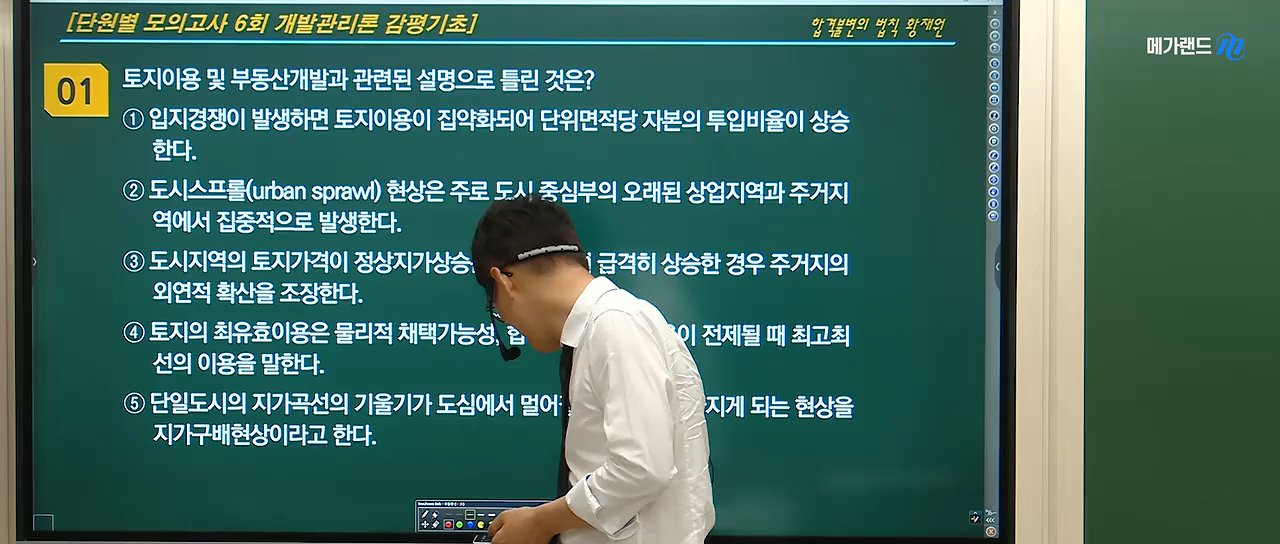 [단원별 모의고사 6회 개발관리론 감평기초]
합격불변의 법칙 황재언
메가랜드
01 토지이용 및 부동산개발과 관련된 설명으로 틀린 것은?
① 입지경쟁이 발생하면 토지이용이 집약화되어 단위면적당 자본의 투입비율이 상승
한다.
② 도시스프롤(urban sprawl) 현상은 주로 도시 중심부의 오래된 상업지역과 주거지
역에서 집중적으로 발생한다.
③ 도시지역의 토지가격이 정상지가상승 급격히 상승한 경우 주거지의
외연적 확산을 조장한다.
④ 토지의 최유효이용은 물리적 채택가능성, 합 이 전제될 때 최고최
선의 이용을 말한다.
⑤ 단일도시의 지가곡선의 기울기가 도심에서 멀어 지게 되는 현상을
지가구배현상이라고 한다.